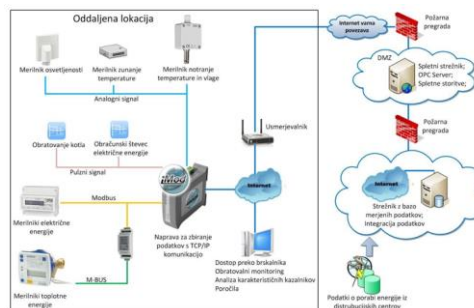 Oddaljena lokacija
Merilnik osvetljenosti
Merilnik zunanje
temperature
Merilnik notranje
temperature in vlage
Analogni signal
Obratovanje kotla
Obračunski števec
električne energije
Pulzni signal
Merilniki električne
energije
Modbus
iMod
Naprava za zbiranje
podatkov s TCP/IP
komunikacijo
M-BUS
Merilniki toplotne
energije
Usmerjevalnik
Internet
Dostop preko brskalnika
Obratovalni monitoring
Analiza karakterističnih kazalnikov
Poročila
Internet varna
povezava
Požarna
pregrada
DMZ
Spletni strežnik;
OPC Server;
Spletne storitve;
Požarna
pregrada
Internet
Strežnik z bazo
merjenih podatkov;
Integracija podatkov
Podatki o porabi energije iz
distribucijskih centrov